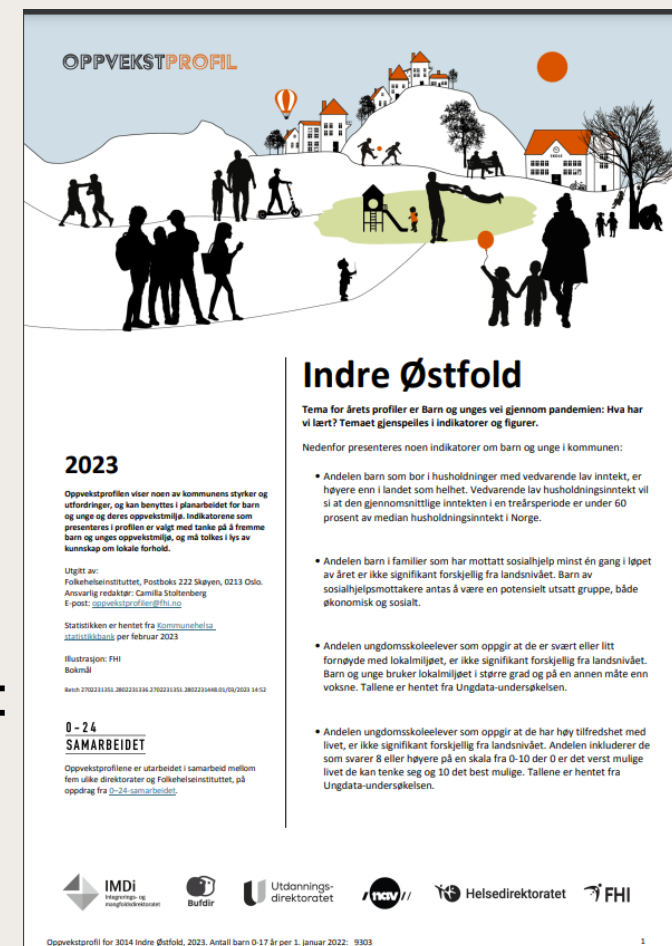 OPPVEKSTPROFIL
SKOLE
Indre Østfold
Tema for årets profiler er Barn og unges vei gjennom pandemien: Hva har
vi lært? Temaet gjenspeiles i indikatorer og figurer.
Nedenfor presenteres noen indikatorer om barn og unge i kommunen:
• Andelen barn som bor i husholdninger med vedvarende lav inntekt, er
høyere enn i landet som helhet. Vedvarende lav husholdningsinntekt vil
si at den gjennomsnittlige inntekten i en treårsperiode er under 60
prosent av median husholdningsinntekt i Norge.
• Andelen barn i familier som har mottatt sosialhjelp minst én gang i løpet
av året er ikke signifikant forskjellig fra landsnivået. Barn av
sosialhjelpsmottakere antas å være en potensielt utsatt gruppe, både
økonomisk og sosialt.
• Andelen ungdomsskoleelever som oppgir at de er svært eller litt
fornøyde med lokalmiljøet, er ikke signifikant forskjellig fra landsnivået.
Barn og unge bruker lokalmiljøet i større grad og på en annen måte enn
voksne. Tallene er hentet fra Ungdata-undersøkelsen.
• Andelen ungdomsskoleelever som oppgir at de har høy tilfredshet med
livet, er ikke signifikant forskjellig fra landsnivået. Andelen inkluderer de
som svarer 8 eller høyere på en skala fra 0-10 der 0 er det verst mulige
livet de kan tenke seg og 10 det best mulige. Tallene er hentet fra
Ungdata-undersøkelsen.
2023
Oppvekstprofilen viser noen av kommunens styrker og
utfordringer, og kan benyttes i planarbeidet for barn
og unge og deres oppvekstmiljø. Indikatorene som
presenteres i profilen er valgt med tanke på å fremme
barn og unges oppvekstmiljø, og må tolkes i lys av
kunnskap om lokale forhold.
Utgitt av:
Folkehelseinstituttet, Postboks 222 Skøyen, 0213 Oslo.
Ansvarlig redaktør: Camilla Stoltenberg
E-post: oppvekstprofiler@fhi.no
Statistikken er hentet fra Kommunehelsa
statistikkbank per februar 2023
Illustrasjon: FHI
Bokmål
Batch 2702231351.2802231336.2702231351.2802231448.01/03/2023 14:52
0-24
SAMARBEIDET
Oppvekstprofilene er utarbeidet i samarbeid mellom
fem ulike direktorater og Folkehelseinstituttet, på
oppdrag fra 0–24-samarbeidet.
IMDi
Integrerings- og
mangfoldsdirektoratet
Bufdir
Utdannings-
direktoratet
nav
Helsedirektoratet
FHI
Oppvekstprofil for 3014 Indre Østfold, 2023. Antall barn 0-17 år per 1. januar 2022: 9303
1